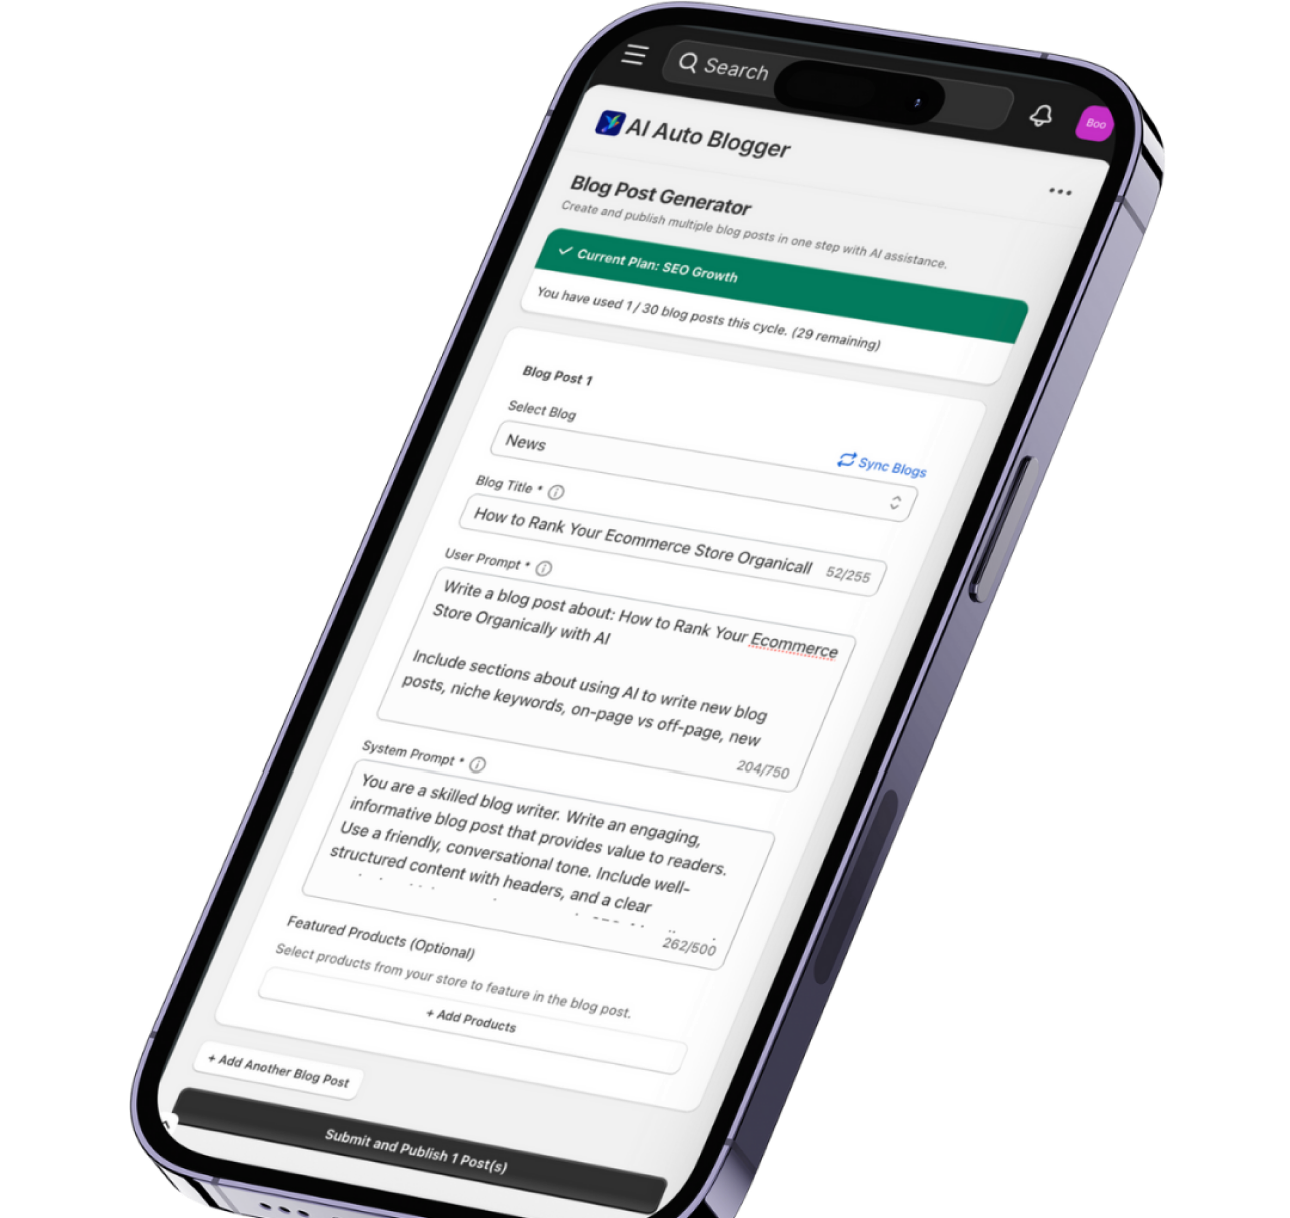 Search
Boo
AI Auto Blogger
Blog Post Generator
Create and publish multiple blog posts in one step with AI assistance.
Current Plan: SEO Growth
You have used 1 / 30 blog posts this cycle. (29 remaining)
Blog Post 1
Select Blog
Sync Blogs
News
Blog Title *
How to Rank Your Ecommerce Store Organicall
52/255
User Prompt *
Write a blog post about: How to Rank Your Ecommerce
Store Organically with AI
Include sections about using AI to write new blog
posts, niche keywords, on-page vs off-page, new
204/750
System Prompt *
You are a skilled blog writer. Write an engaging,
informative blog post that provides value to readers.
Use a friendly, conversational tone. Include well-
structured content with headers, and a clear
262/500
Featured Products (Optional)
Select products from your store to feature in the blog post.
+ Add Products
+ Add Another Blog Post
Submit and Publish 1 Post(s)